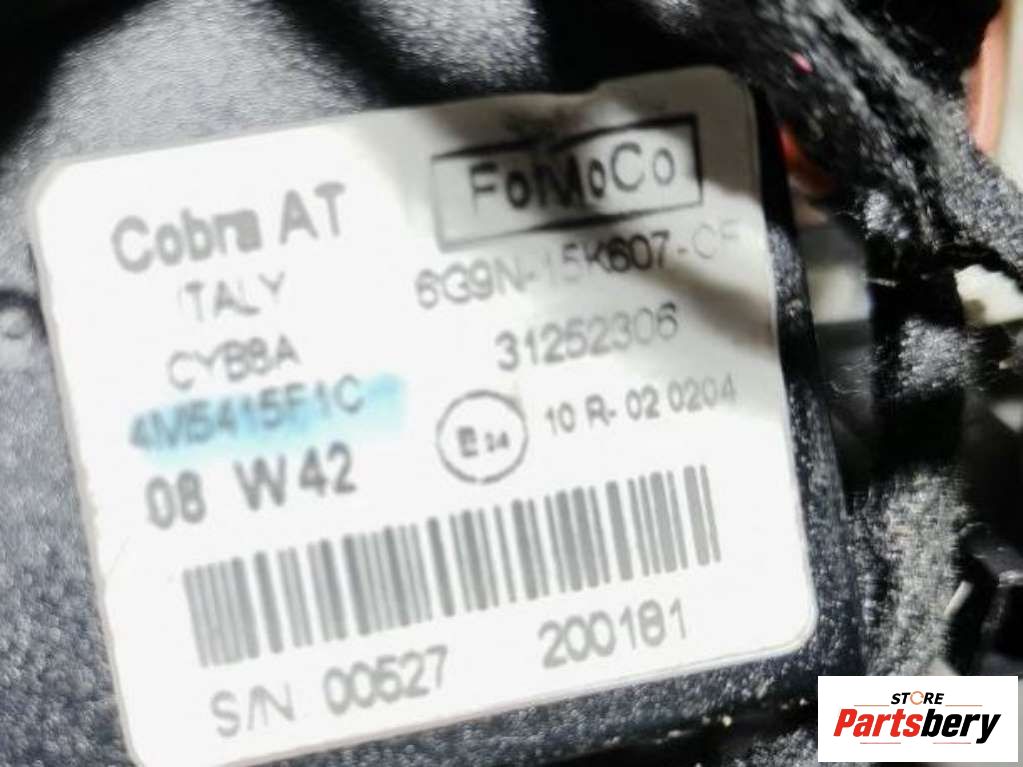 FoMoCo
Cobra AT
6G9N-15K607-CF
ITALY
31252306
CYB8A
4M5415F1C
E 24
10 R- 02 0204
08 W42
S/N 00527 200181
STORE
Partsbery